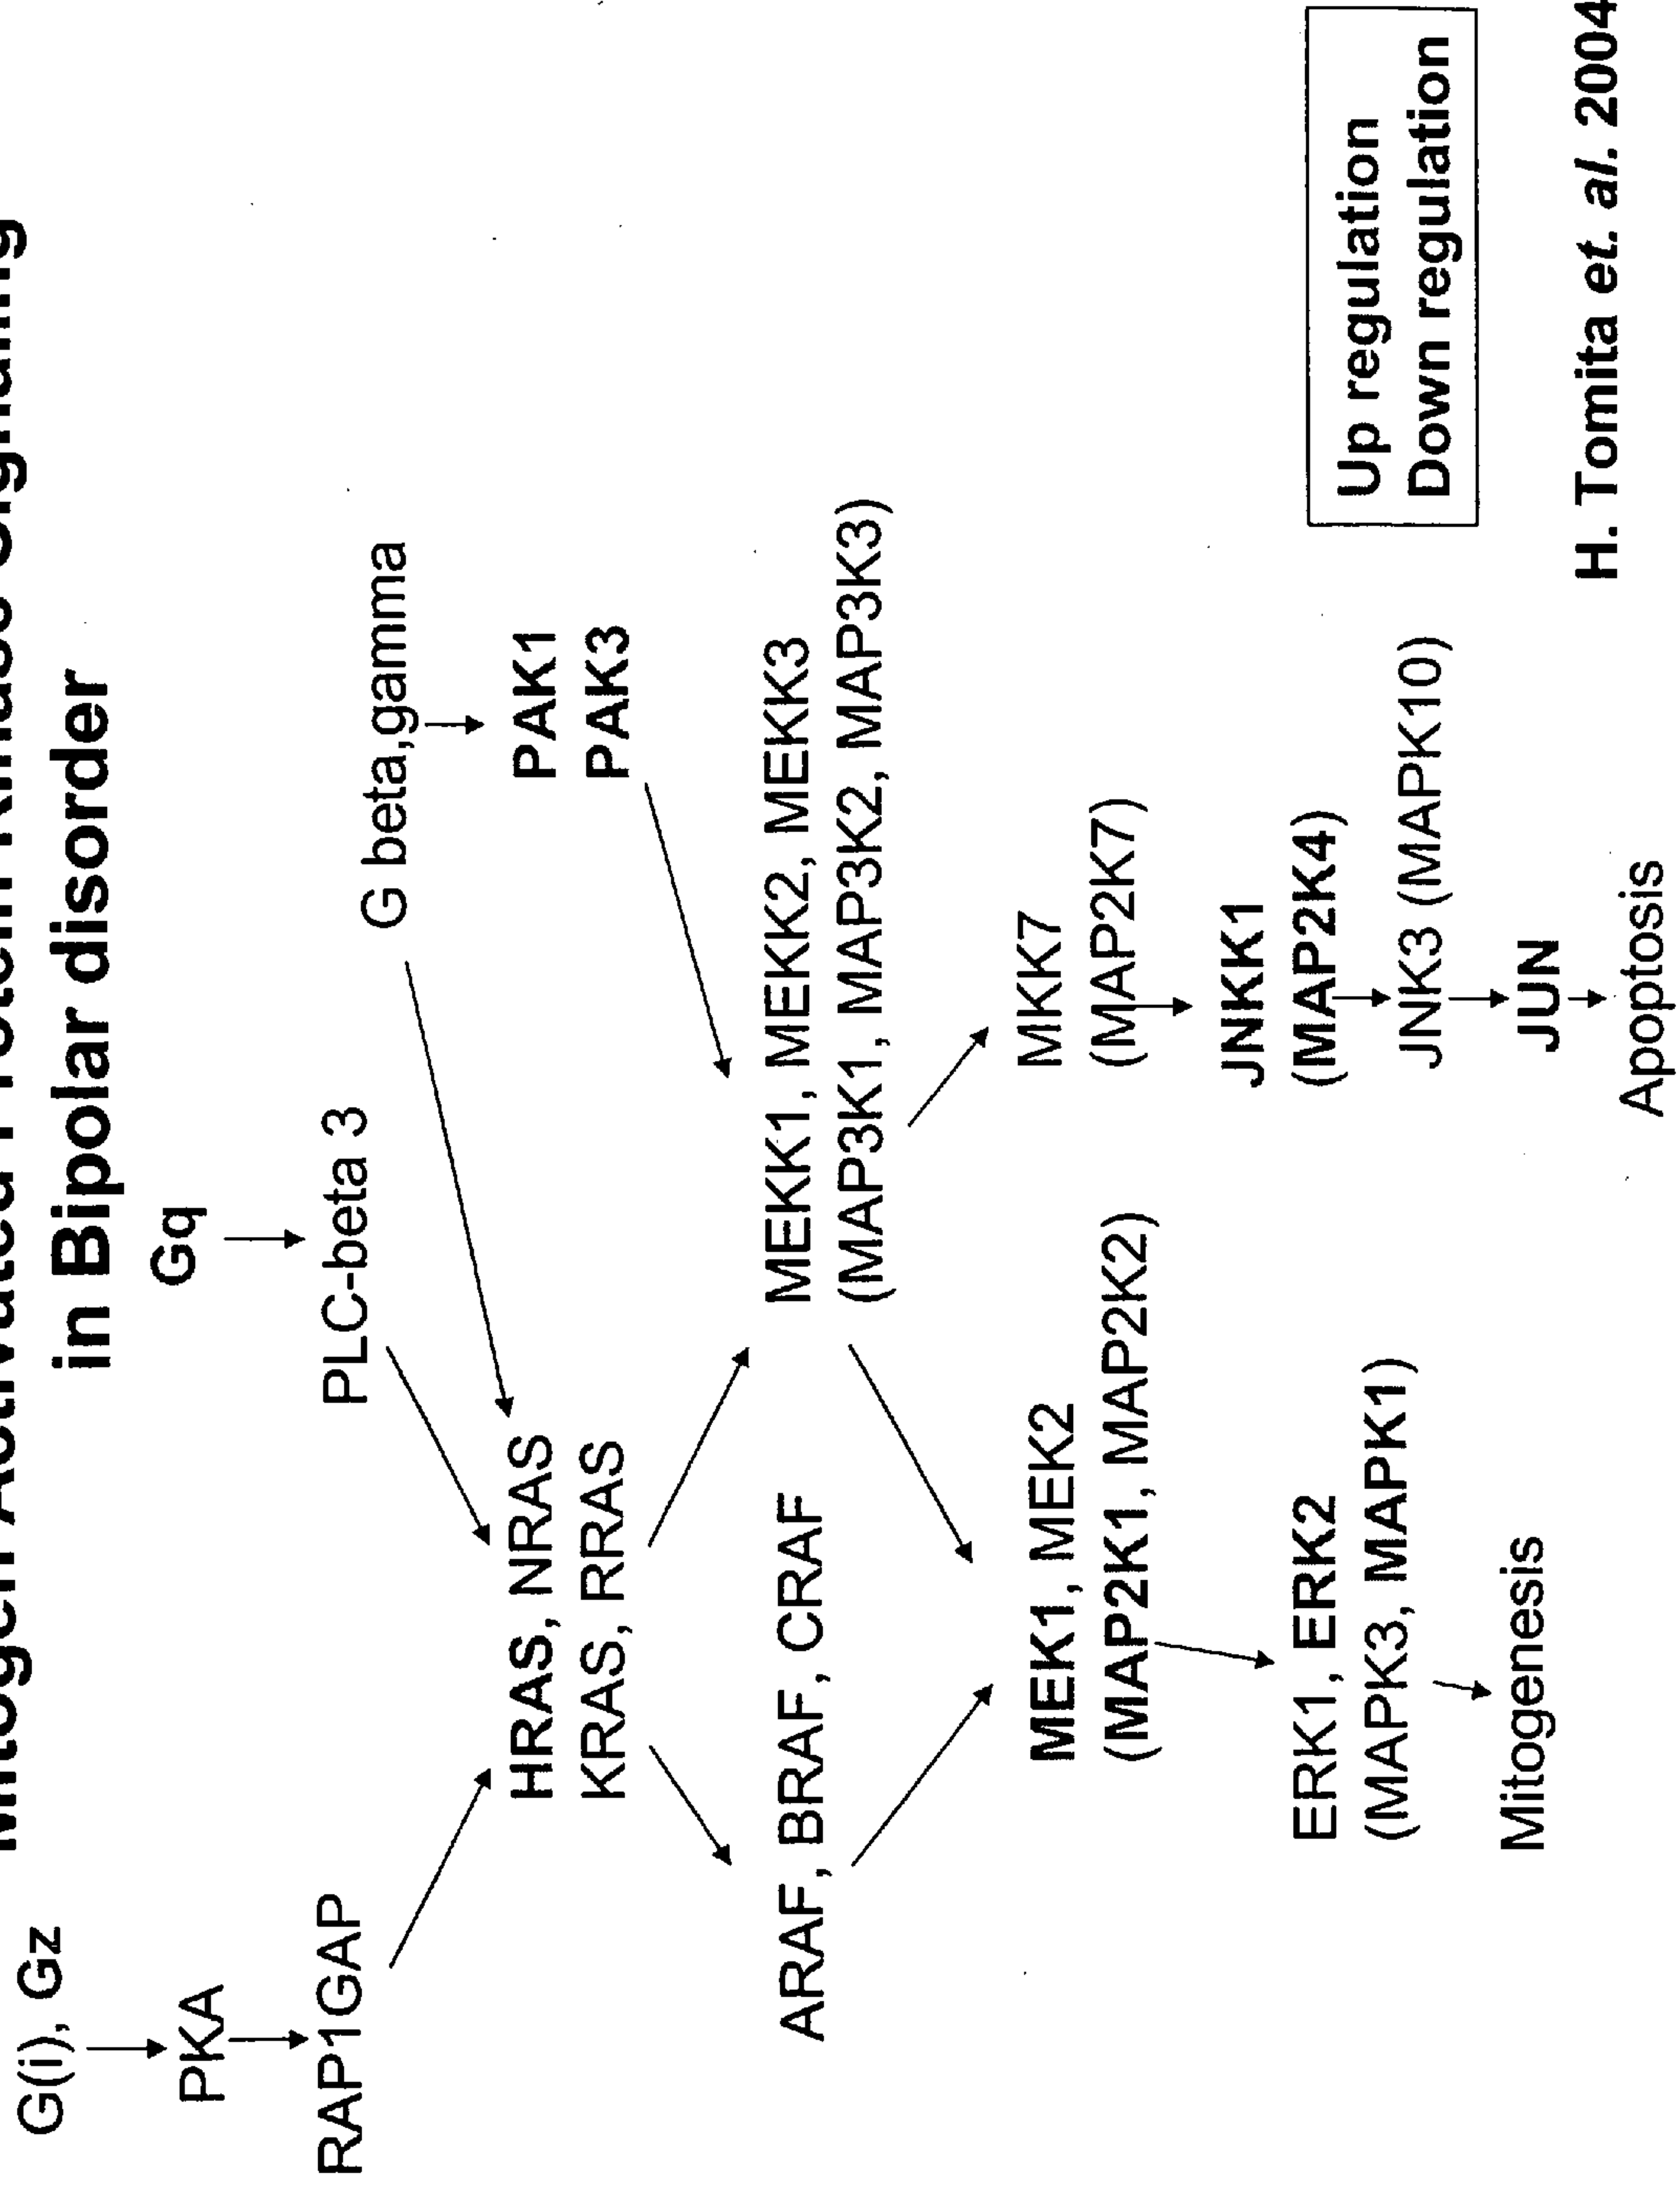 Mitogen Activated Protein Kinase Signaling
in Bipolar disorder
G(i), Gz
Gq
PKA
PLC-beta 3
G beta,gamma
RAP1GAP
HRAS, NRAS
KRAS, RRAS
PAK1
PAK3
ARAF, BRAF, CRAF
MEKK1, MEKK2, MEKK3
(MAP3K1, MAP3K2, MAP3K3)
MEK1, MEK2
(MAP2K1, MAP2K2)
MKK7
(MAP2K7)
JNKK1
(MAP2K4)
ERK1, ERK2
(MAPK3, MAPK1)
JNK3 (MAPK10)
Mitogenesis
JUN
Apoptosis
Up regulation
Down regulation
H. Tomita et. al. 2004